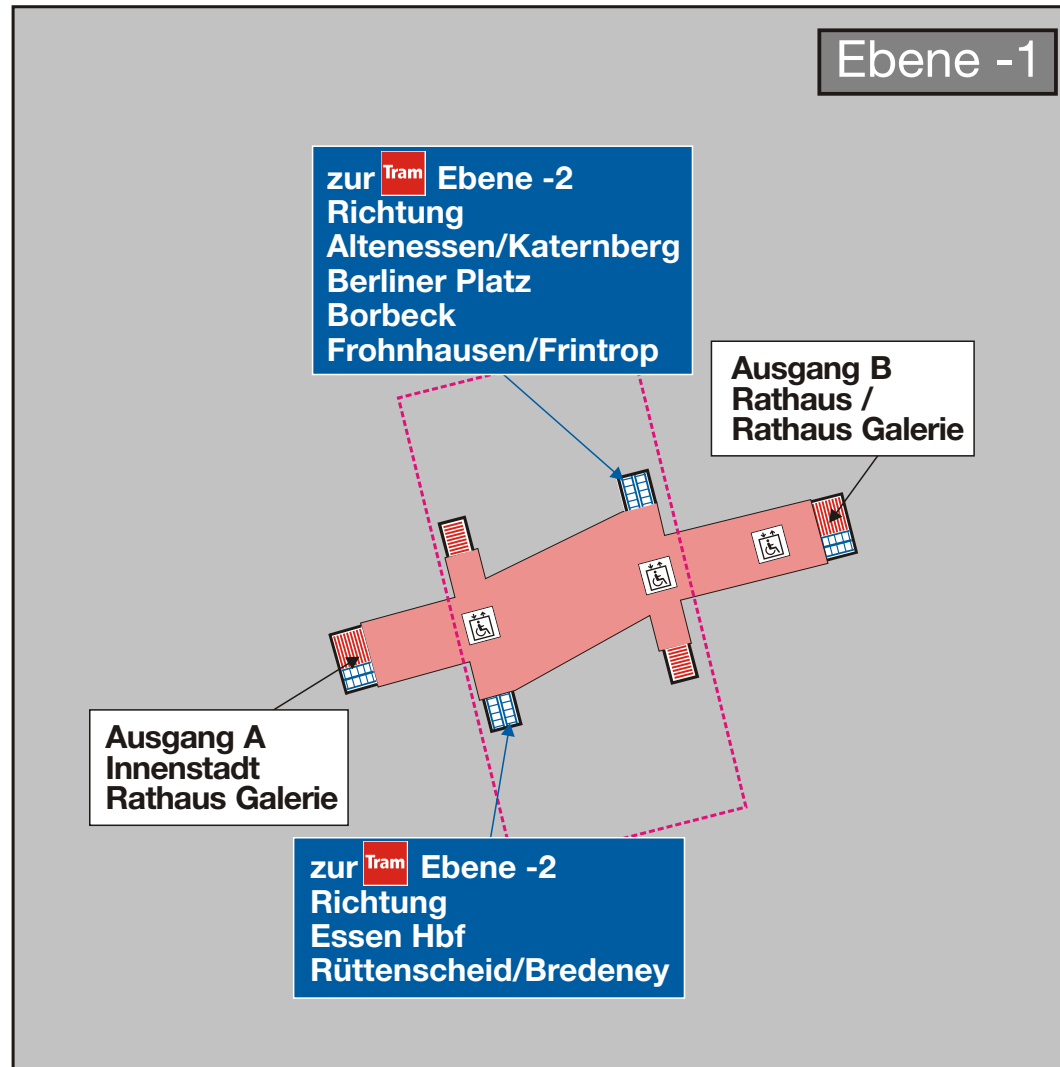 Ebene -1
zur Tram Ebene -2
Richtung
Altenessen/Katernberg
Berliner Platz
Borbeck
Frohnhausen/Frintrop
Ausgang B
Rathaus /
Rathaus Galerie
Ausgang A
Innenstadt
Rathaus Galerie
zur Tram Ebene -2
Richtung
Essen Hbf
Rüttenscheid/Bredeney